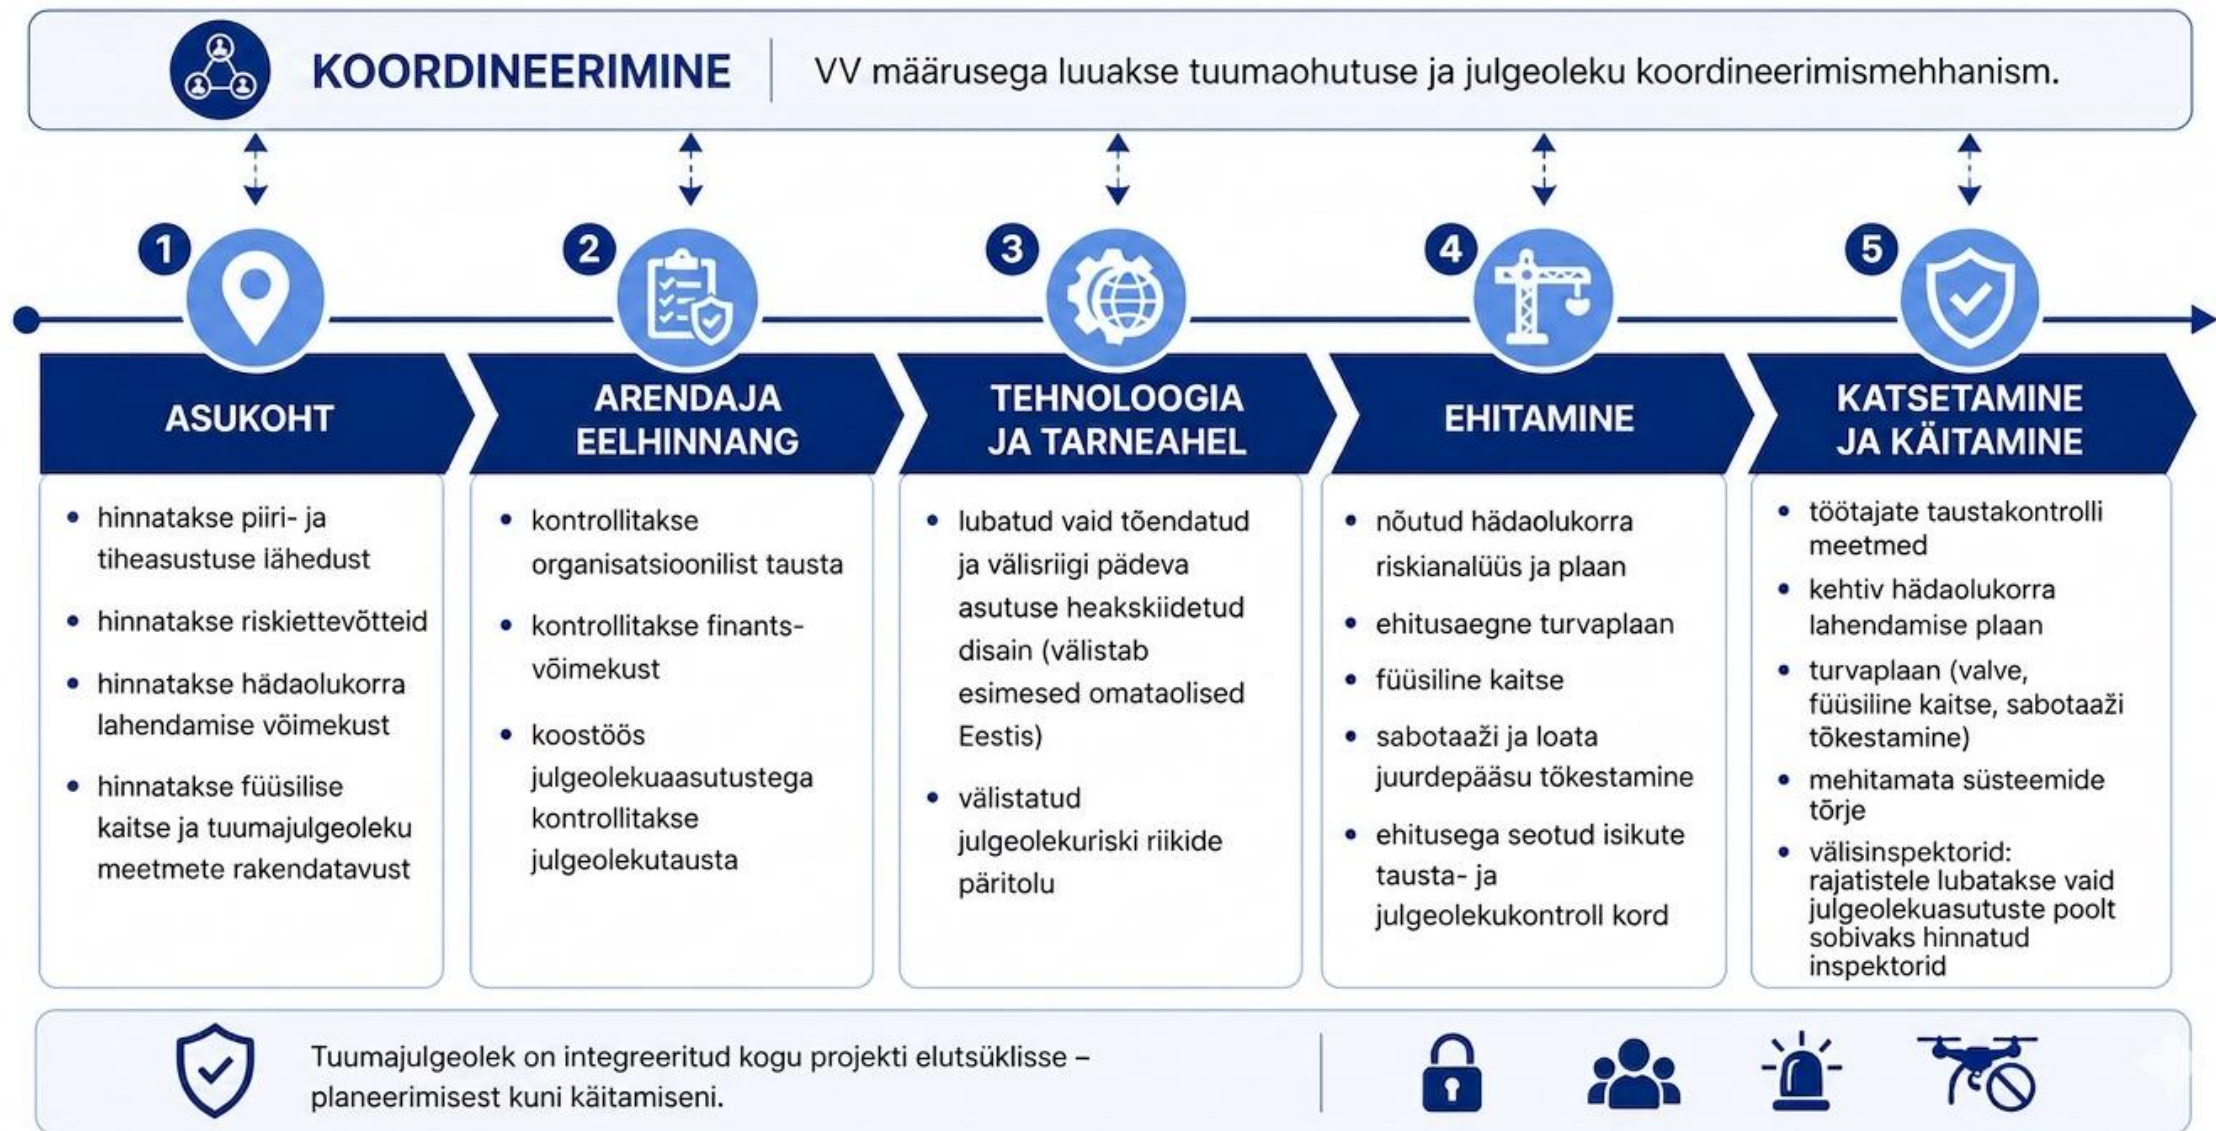 KOORDINEERIMINE
VV määrusega luuakse tuumaohutuse ja julgeoleku koordineerimismehhanism.
1
ASUKOHT
• hinnatakse piiri- ja
tiheasustuse lähedust
• hinnatakse riskiettevõtteid
• hinnatakse hädaolukorra
lahendamise võimekust
• hinnatakse füüsilise
kaitse ja tuumajulgeoleku
meetmete rakendatavust
2
ARENDAJA
EELHINNANG
• kontrollitakse
organisatsioonilist tausta
• kontrollitakse finants-
võimekust
• koostöös
julgeolekuaasutustega
kontrollitakse
julgeolekutausta
3
TEHNOLOOGIA
JA TARNEAHEL
• lubatud vaid tõendatud
ja välisriigi pädeva
asutuse heakskiidetud
disain (välistab
esimesed omataolised
Eestis)
• välistatud
julgeolekuriski riikide
päritolu
4
EHITAMINE
• nõutud hädaolukorra
riskianalüüs ja plaan
• ehitusaegne turvaplaan
• füüsiline kaitse
• sabotaaži ja loata
juurdepääsu tõkestamine
• ehitusega seotud isikute
tausta- ja
julgeolekukontroll kord
5
KATSETAMINE
JA KÄITAMINE
• töötajate taustakontrolli
meetmed
• kehtiv hädaolukorra
lahendamise plaan
• turvaplaan (valve,
füüsiline kaitse, sabotaaži
tõkestamine)
• mehitamata süsteemide
tõrje
• välisinspektorid:
rajatistele lubatakse vaid
julgeolekuasutuste poolt
sobivaks hinnatud
inspektorid
Tuumajulgeolek on integreeritud kogu projekti elutsüklisse –
planeerimisest kuni käitamiseni.